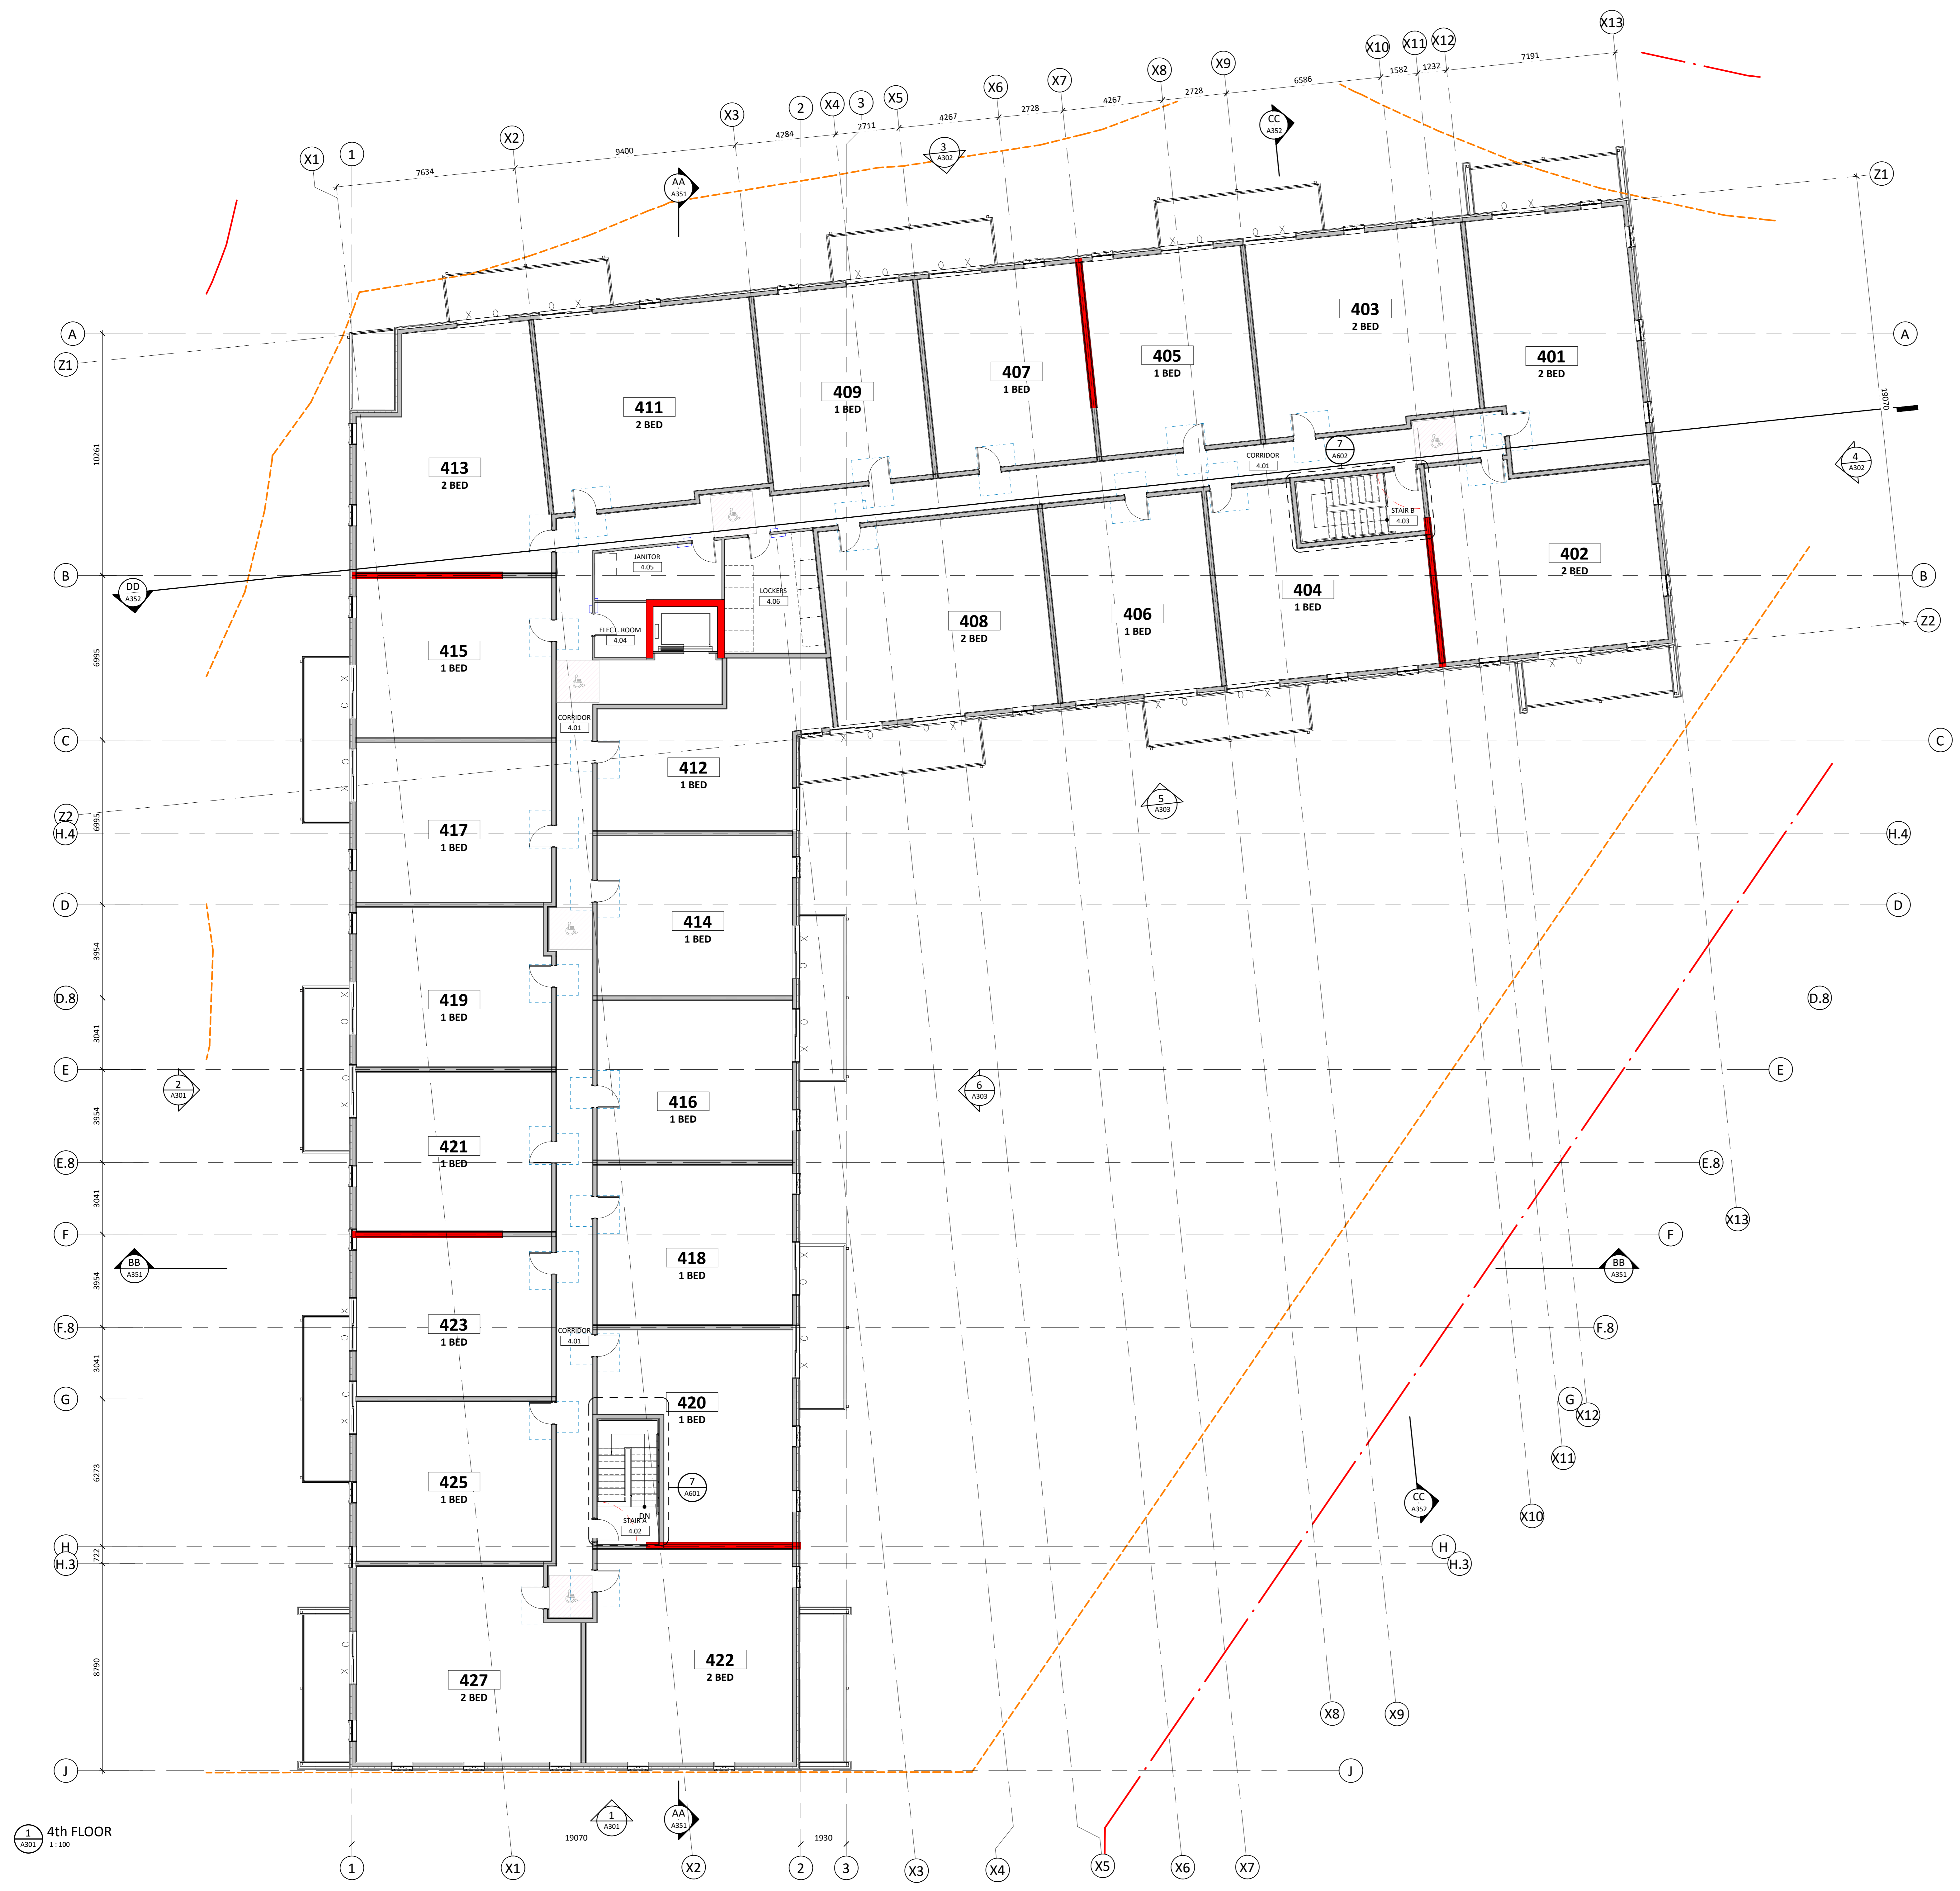 X13
X12
X11
X10
X9
X8
X7
X6
X5
3
X4
2
X3
X2
1
X1
7634
9400
4284
2711
4267
2728
4267
2728
6586
1582
1232
7191
AA
A351
3
A302
CC
A352
Z1
A
A
Z1
19070
403
2 BED
401
2 BED
405
1 BED
407
1 BED
409
1 BED
411
2 BED
413
2 BED
10261
X O O X
X O O X
X O O X
X O
7
A602
CORRIDOR
4.01
4
A302
STAIR B
4.03
JANITOR
4.05
LOCKERS
4.06
ELECT. ROOM
4.04
B
B
DD
A352
402
2 BED
404
1 BED
406
1 BED
408
2 BED
Z2
415
1 BED
6995
X O O X
X O O X
X O
CORRIDOR
4.01
C
C
412
1 BED
5
A303
Z2
H.4
H.4
6995
417
1 BED
D
D
414
1 BED
3954
D.8
D.8
419
1 BED
3041
E
E
2
A301
6
A303
416
1 BED
3954
421
1 BED
E.8
E.8
3041
X13
F
F
BB
A351
BB
A351
418
1 BED
3954
423
1 BED
CORRIDOR
4.01
F.8
F.8
3041
G
G
X12
420
1 BED
X11
425
1 BED
6273
7
A601
DN
STAIR A
4.02
CC
A352
X10
H
H
H.3
H.3
722
8790
427
2 BED
422
2 BED
X8
X9
J
J
1
A301
AA
A351
1
A301
4th FLOOR
1 : 100
19070
1930
1
X1
X2
2
3
X3
X4
X5
X6
X7